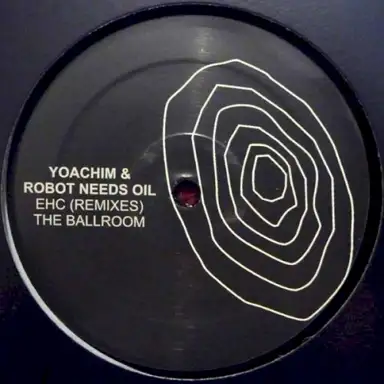 YOACHIM &
ROBOT NEEDS OIL
EHC (REMIXES)
THE BALLROOM